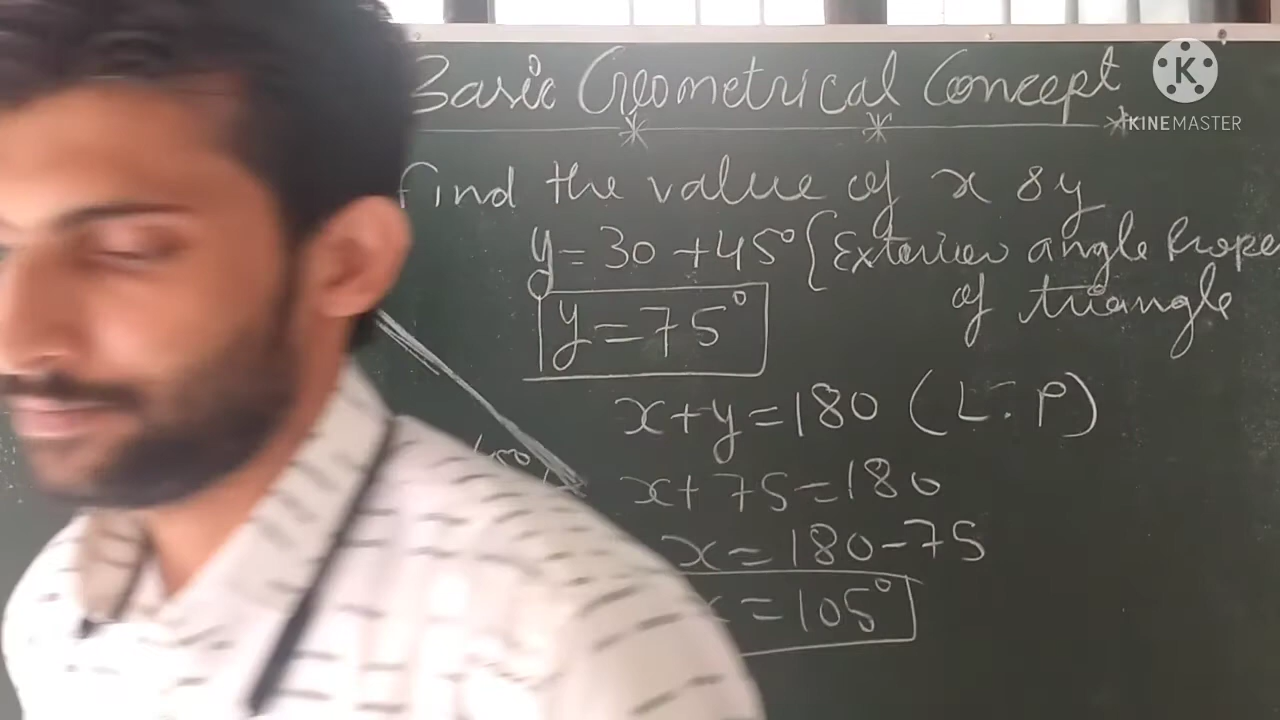 Basic Geometrical Concept
KINEMASTER
find the value of x & y
y = 30 + 45° { Exterior angle Prope
of triangle
y = 75°
x + y = 180 (L.P)
x + 75 = 180
x = 180 - 75
x = 105°